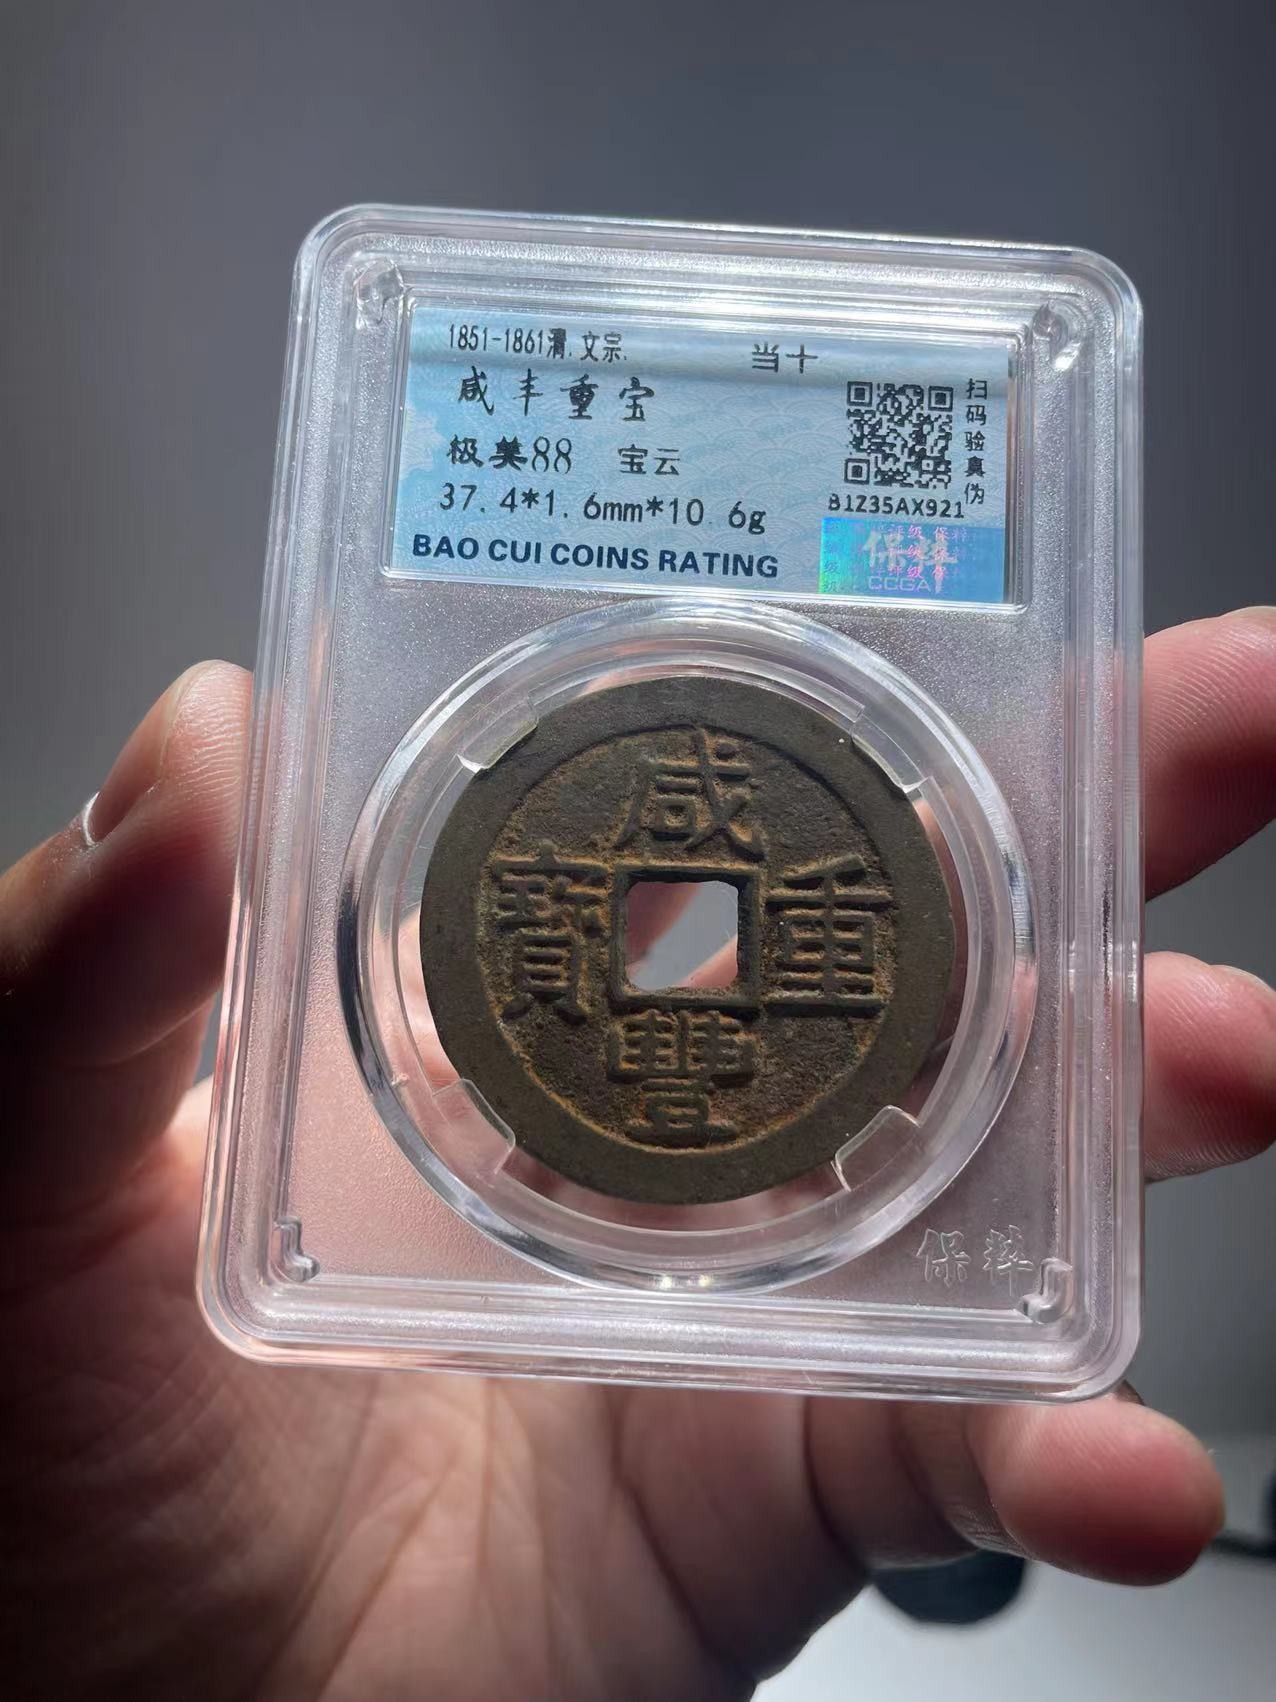 1851-1861清.文宗.
当十
咸丰重宝
极美88 宝云
37.4*1.6mm*10.6g
BAO CUI COINS RATING
扫码验真伪
B1Z35AX921
保粹
CCGA
咸
寶 重
豐
保粹